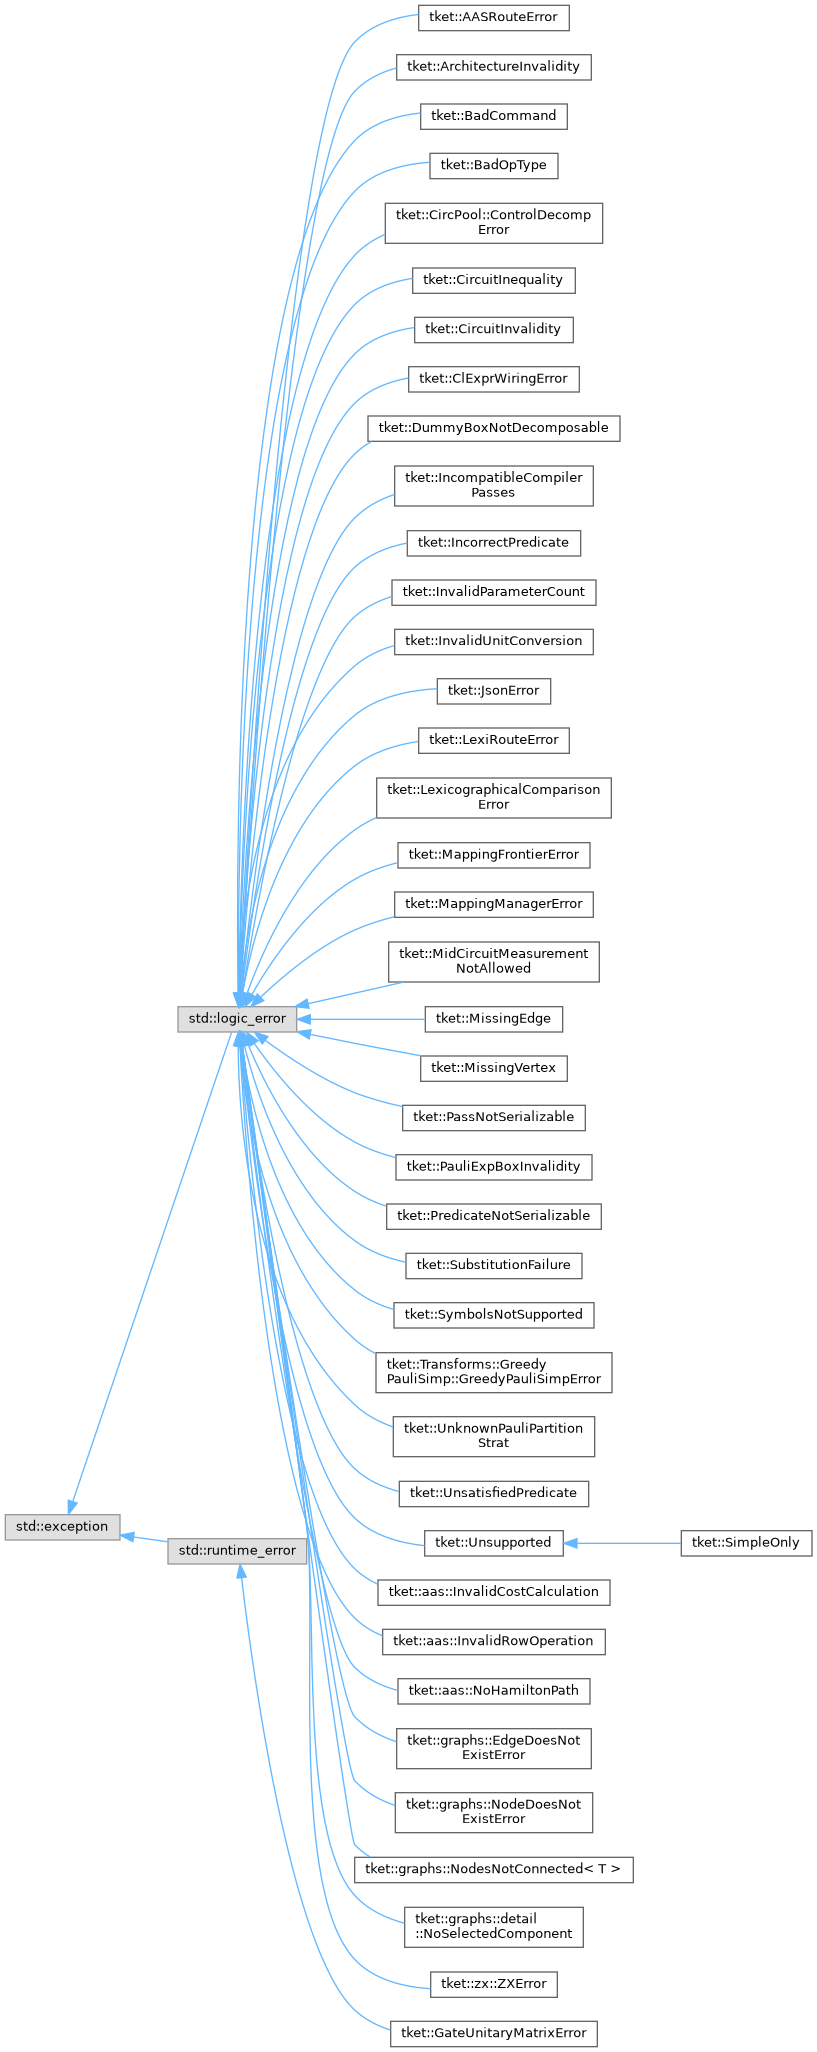 tket::AASRouteError
tket::ArchitectureInvalidity
tket::BadCommand
tket::BadOpType
tket::CircPool::ControlDecomp
Error
tket::CircuitInequality
tket::CircuitInvalidity
tket::ClExprWiringError
tket::DummyBoxNotDecomposable
tket::IncompatibleCompiler
Passes
tket::IncorrectPredicate
tket::InvalidParameterCount
tket::InvalidUnitConversion
tket::JsonError
tket::LexiRouteError
tket::LexicographicalComparison
Error
tket::MappingFrontierError
tket::MappingManagerError
tket::MidCircuitMeasurement
NotAllowed
std::logic_error
tket::MissingEdge
tket::MissingVertex
tket::PassNotSerializable
tket::PauliExpBoxInvalidity
tket::PredicateNotSerializable
tket::SubstitutionFailure
tket::SymbolsNotSupported
tket::Transforms::Greedy
PauliSimp::GreedyPauliSimpError
tket::UnknownPauliPartition
Strat
tket::UnsatisfiedPredicate
std::exception
std::runtime_error
tket::Unsupported
tket::SimpleOnly
tket::aas::InvalidCostCalculation
tket::aas::InvalidRowOperation
tket::aas::NoHamiltonPath
tket::graphs::EdgeDoesNot
ExistError
tket::graphs::NodeDoesNot
ExistError
tket::graphs::NodesNotConnected< T >
tket::graphs::detail
::NoSelectedComponent
tket::zx::ZXError
tket::GateUnitaryMatrixError